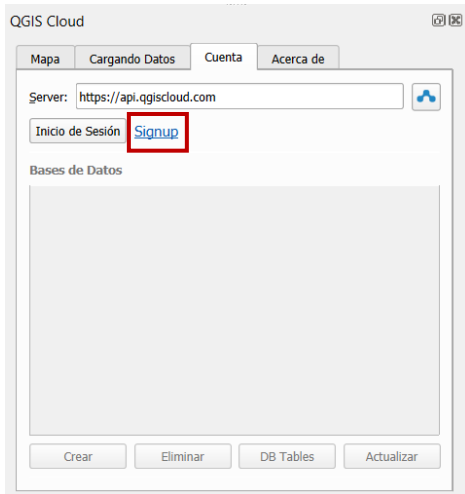 QGIS Cloud
Mapa Cargando Datos Cuenta Acerca de
Server: https://api.qgiscloud.com
Inicio de Sesión Signup
Bases de Datos
Crear Eliminar DB Tables Actualizar